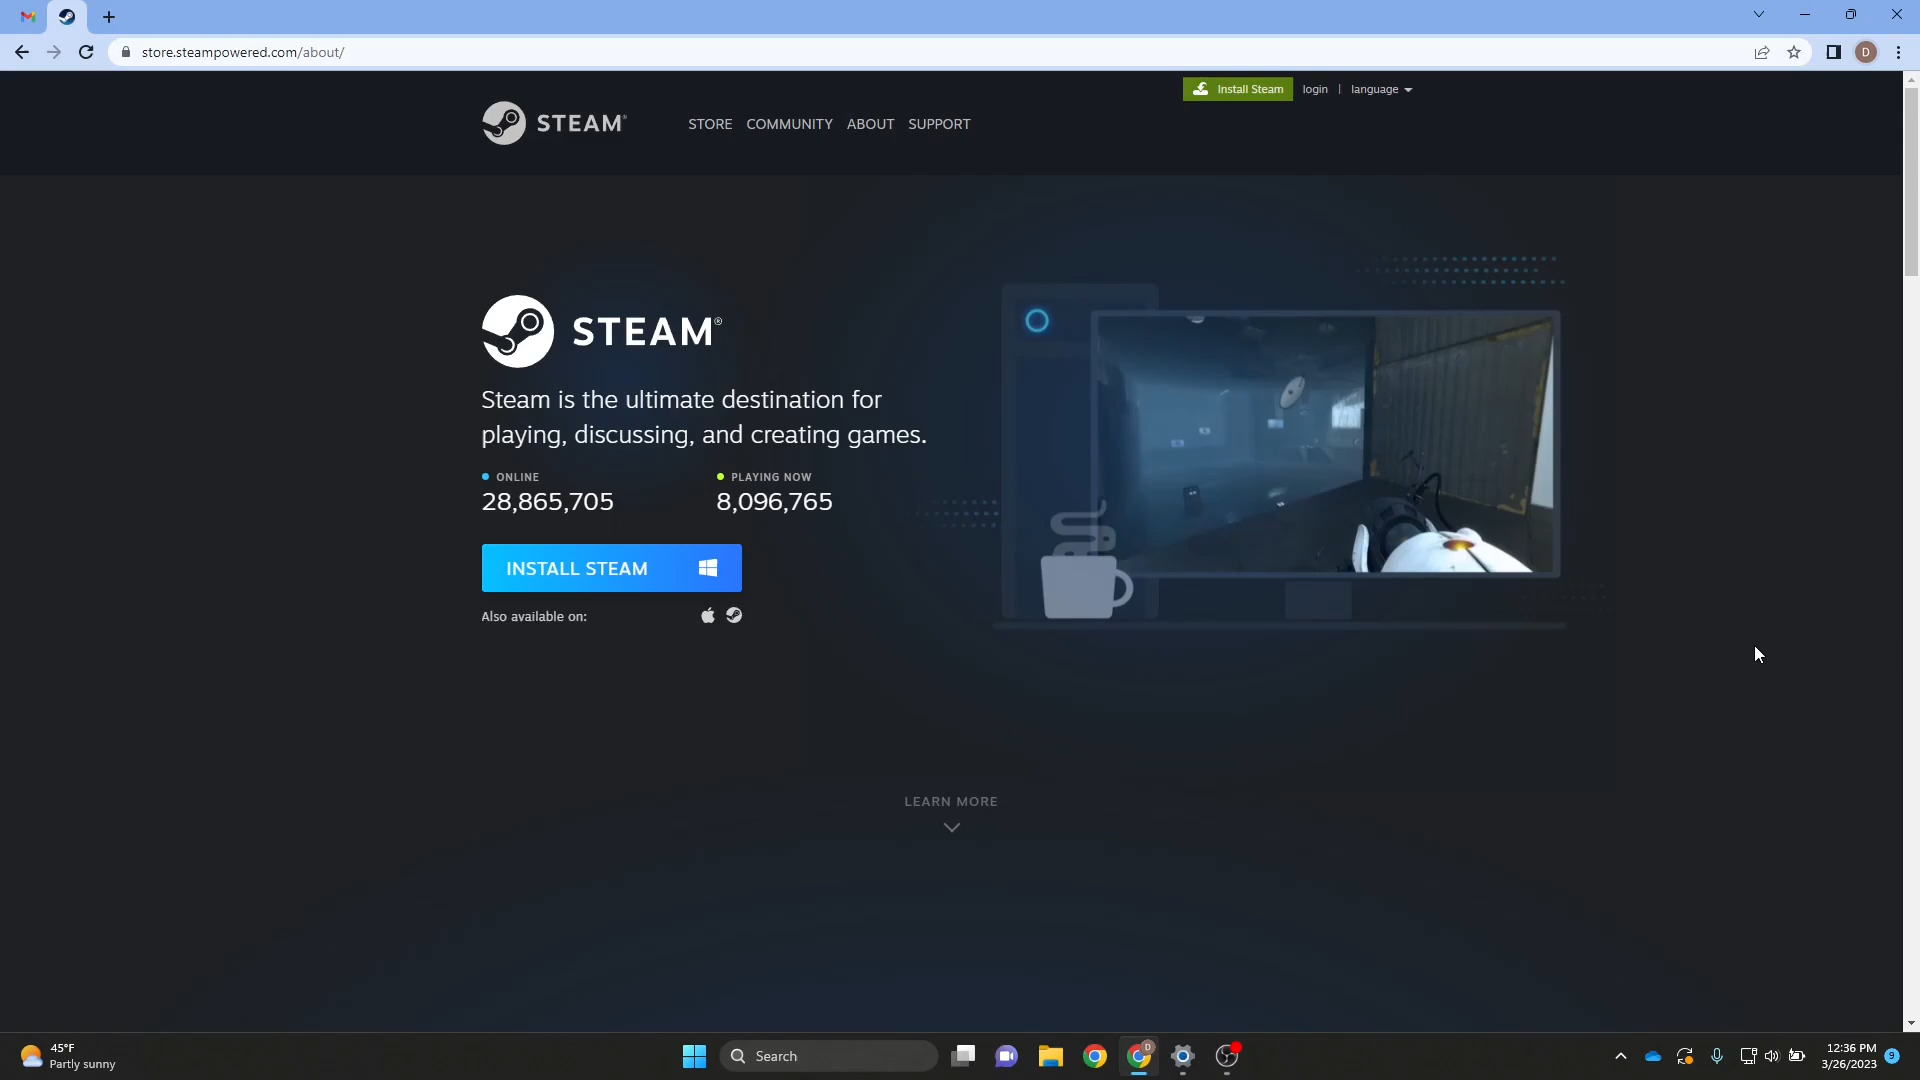 store.steampowered.com/about/
D
Install Steam login | language
STEAM®
STORE COMMUNITY ABOUT SUPPORT
STEAM®
Steam is the ultimate destination for
playing, discussing, and creating games.
ONLINE PLAYING NOW
28,865,705 8,096,765
INSTALL STEAM
Also available on:
LEARN MORE
45°F
Partly sunny
Search
D
12:36 PM
3/26/2023
9